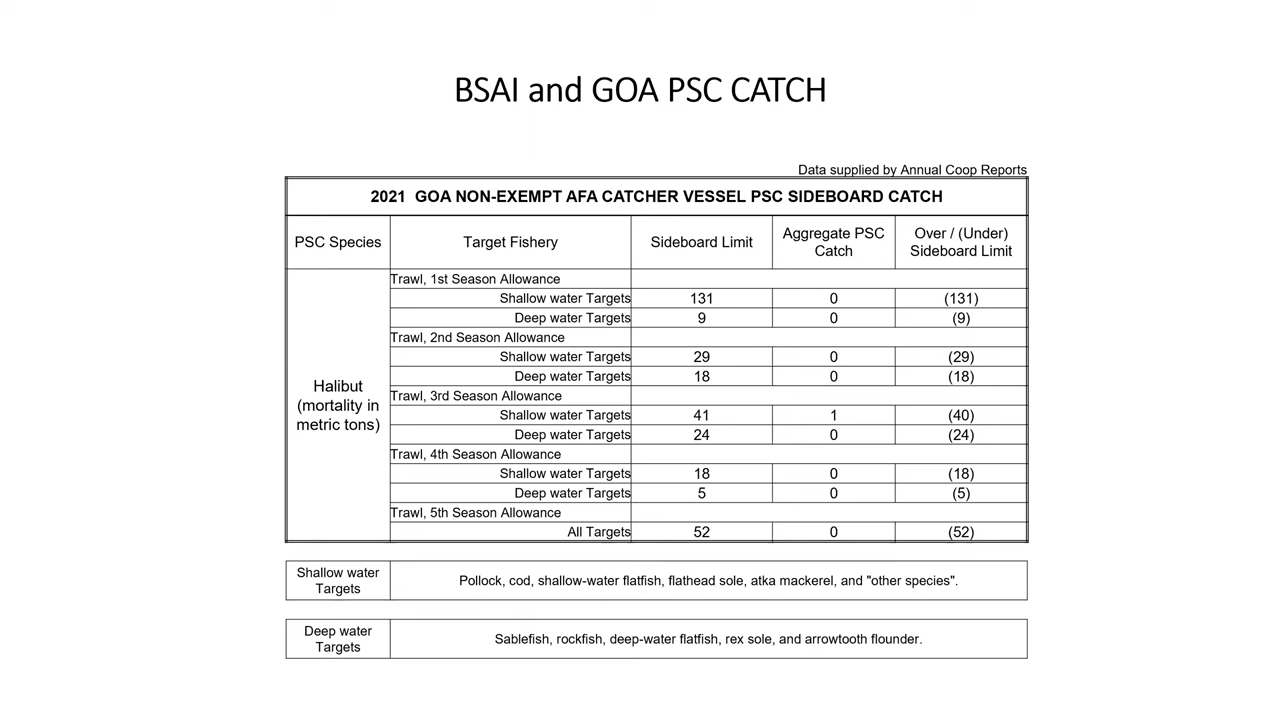 BSAI and GOA PSC CATCH
Data supplied by Annual Coop Reports
2021 GOA NON-EXEMPT AFA CATCHER VESSEL PSC SIDEBOARD CATCH
PSC Species Target Fishery Sideboard Limit Aggregate PSC Catch Over / (Under) Sideboard Limit
Halibut (mortality in metric tons)
Trawl, 1st Season Allowance
Shallow water Targets 131 0 (131)
Deep water Targets 9 0 (9)
Trawl, 2nd Season Allowance
Shallow water Targets 29 0 (29)
Deep water Targets 18 0 (18)
Trawl, 3rd Season Allowance
Shallow water Targets 41 1 (40)
Deep water Targets 24 0 (24)
Trawl, 4th Season Allowance
Shallow water Targets 18 0 (18)
Deep water Targets 5 0 (5)
Trawl, 5th Season Allowance
All Targets 52 0 (52)
Shallow water Targets Pollock, cod, shallow-water flatfish, flathead sole, atka mackerel, and "other species".
Deep water Targets Sablefish, rockfish, deep-water flatfish, rex sole, and arrowtooth flounder.